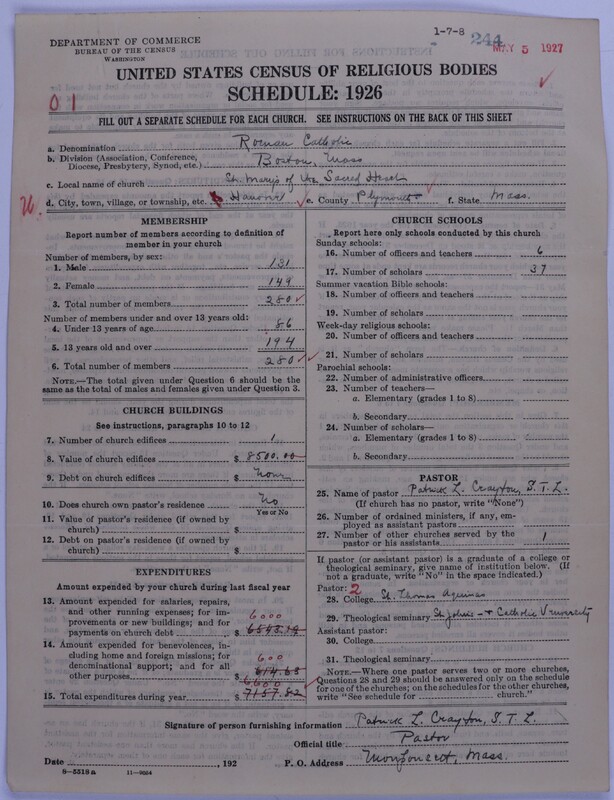 1-7-8 244
MAY 5 1927
DEPARTMENT OF COMMERCE
BUREAU OF THE CENSUS
WASHINGTON
UNITED STATES CENSUS OF RELIGIOUS BODIES
SCHEDULE: 1926
01
FILL OUT A SEPARATE SCHEDULE FOR EACH CHURCH. SEE INSTRUCTIONS ON THE BACK OF THIS SHEET
a. Denomination Roman Catholic
b. Division (Association, Conference, Diocese, Presbytery, Synod, etc.) Boston, Mass
c. Local name of church St. Mary's of the Sacred Heart
d. City, town, village, or township, etc. Hanover e. County Plymouth f. State Mass.
MEMBERSHIP
Report number of members according to definition of
member in your church
Number of members, by sex:
1. Male 131
2. Female 149
3. Total number of members 280
Number of members under and over 13 years old:
4. Under 13 years of age 86
5. 13 years old and over 194
6. Total number of members 280
NOTE.—The total given under Question 6 should be
the same as the total of males and females given under Question 3.
CHURCH BUILDINGS
See instructions, paragraphs 10 to 12
7. Number of church edifices 1
8. Value of church edifices $ 8500.00
9. Debt on church edifices $ None
10. Does church own pastor's residence No
Yes or No
11. Value of pastor's residence (if owned by
church) $
12. Debt on pastor's residence (if owned by
church) $
EXPENDITURES
Amount expended by your church during last fiscal year
13. Amount expended for salaries, repairs,
and other running expenses; for im-
provements or new buildings; and for 6000
payments on church debt $
14. Amount expended for benevolences,
including home and foreign missions; for
denominational support; and for all 600
other purposes $
15. Total expenditures during year $ 7157.82
CHURCH SCHOOLS
Report here only schools conducted by this church
Sunday schools:
16. Number of officers and teachers 6
17. Number of scholars 37
Summer vacation Bible schools:
18. Number of officers and teachers
19. Number of scholars
Week-day religious schools:
20. Number of officers and teachers
21. Number of scholars
Parochial schools:
22. Number of administrative officers
23. Number of teachers—
a. Elementary (grades 1 to 8)
b. Secondary
24. Number of scholars—
a. Elementary (grades 1 to 8)
b. Secondary
PASTOR
25. Name of pastor Patrick L. Crayton, S.T.L.
(If church has no pastor, write "None")
26. Number of ordained ministers, if any, em-
ployed as assistant pastors
27. Number of other churches served by the
pastor or his assistants 1
If pastor (or assistant pastor) is a graduate of a college or
theological seminary, give name of institution below. (If
not a graduate, write "No" in the space indicated.)
Pastor: 2
28. College St. Thomas Aquinas
29. Theological seminary St Johns - + Catholic University
Assistant pastor:
30. College
31. Theological seminary
NOTE.—Where one pastor serves two or more churches,
Questions 28 and 29 should be answered only on the schedule
for one of the churches; on the schedules for the other churches,
write "See schedule for church."
Signature of person furnishing information Patrick L. Crayton, S.T.L.
Official title Pastor
Date , 192 P. O. Address Monponsett, Mass.
8-5318a 11-9024